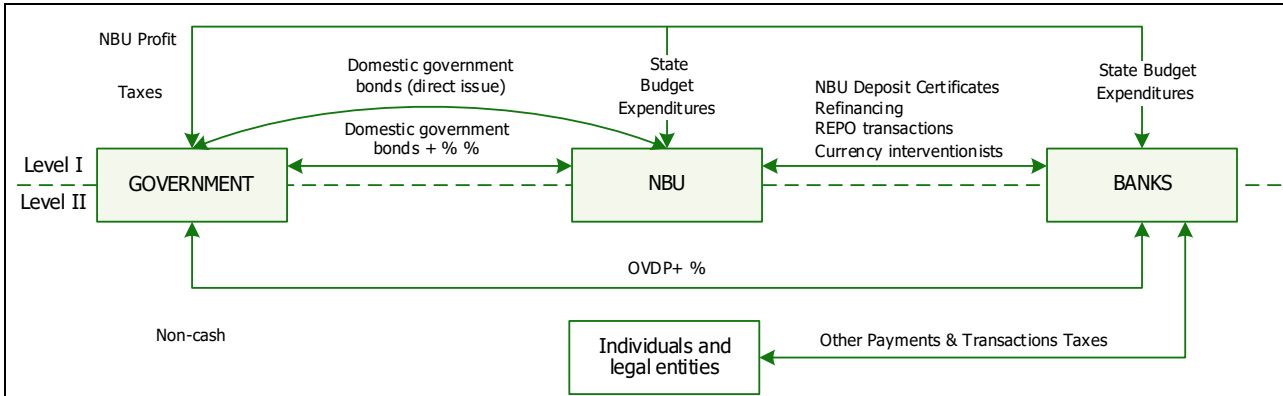 NBU Profit
Taxes
Domestic government
bonds (direct issue)
Domestic government
bonds + % %
State
Budget
Expenditures
NBU Deposit Certificates
Refinancing
REPO transactions
Currency interventionists
State Budget
Expenditures
Level I
Level II
GOVERNMENT
NBU
BANKS
OVDP+ %
Non-cash
Individuals and
legal entities
Other Payments & Transactions Taxes